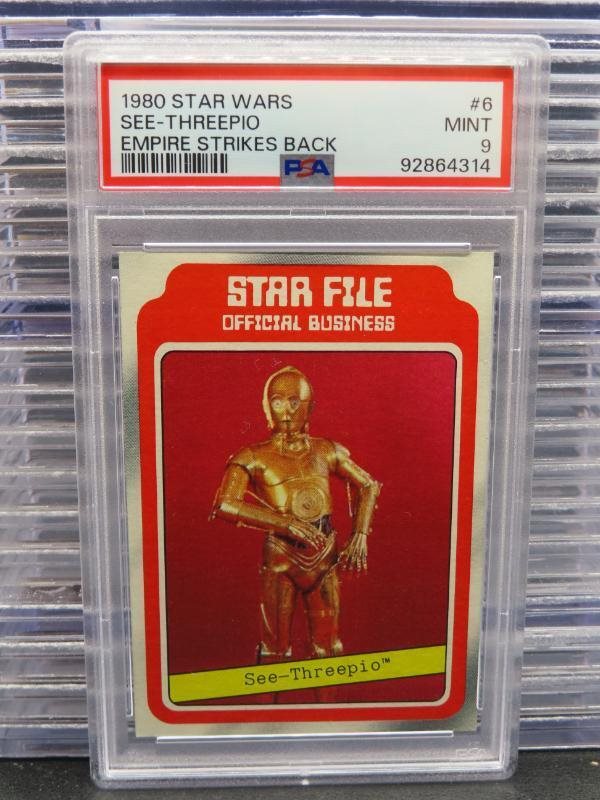 1980 STAR WARS #6
SEE-THREEPIO MINT
EMPIRE STRIKES BACK 9
PSA 92864314
STAR FILE
OFFICIAL BUSINESS
See-Threepio™
PSA